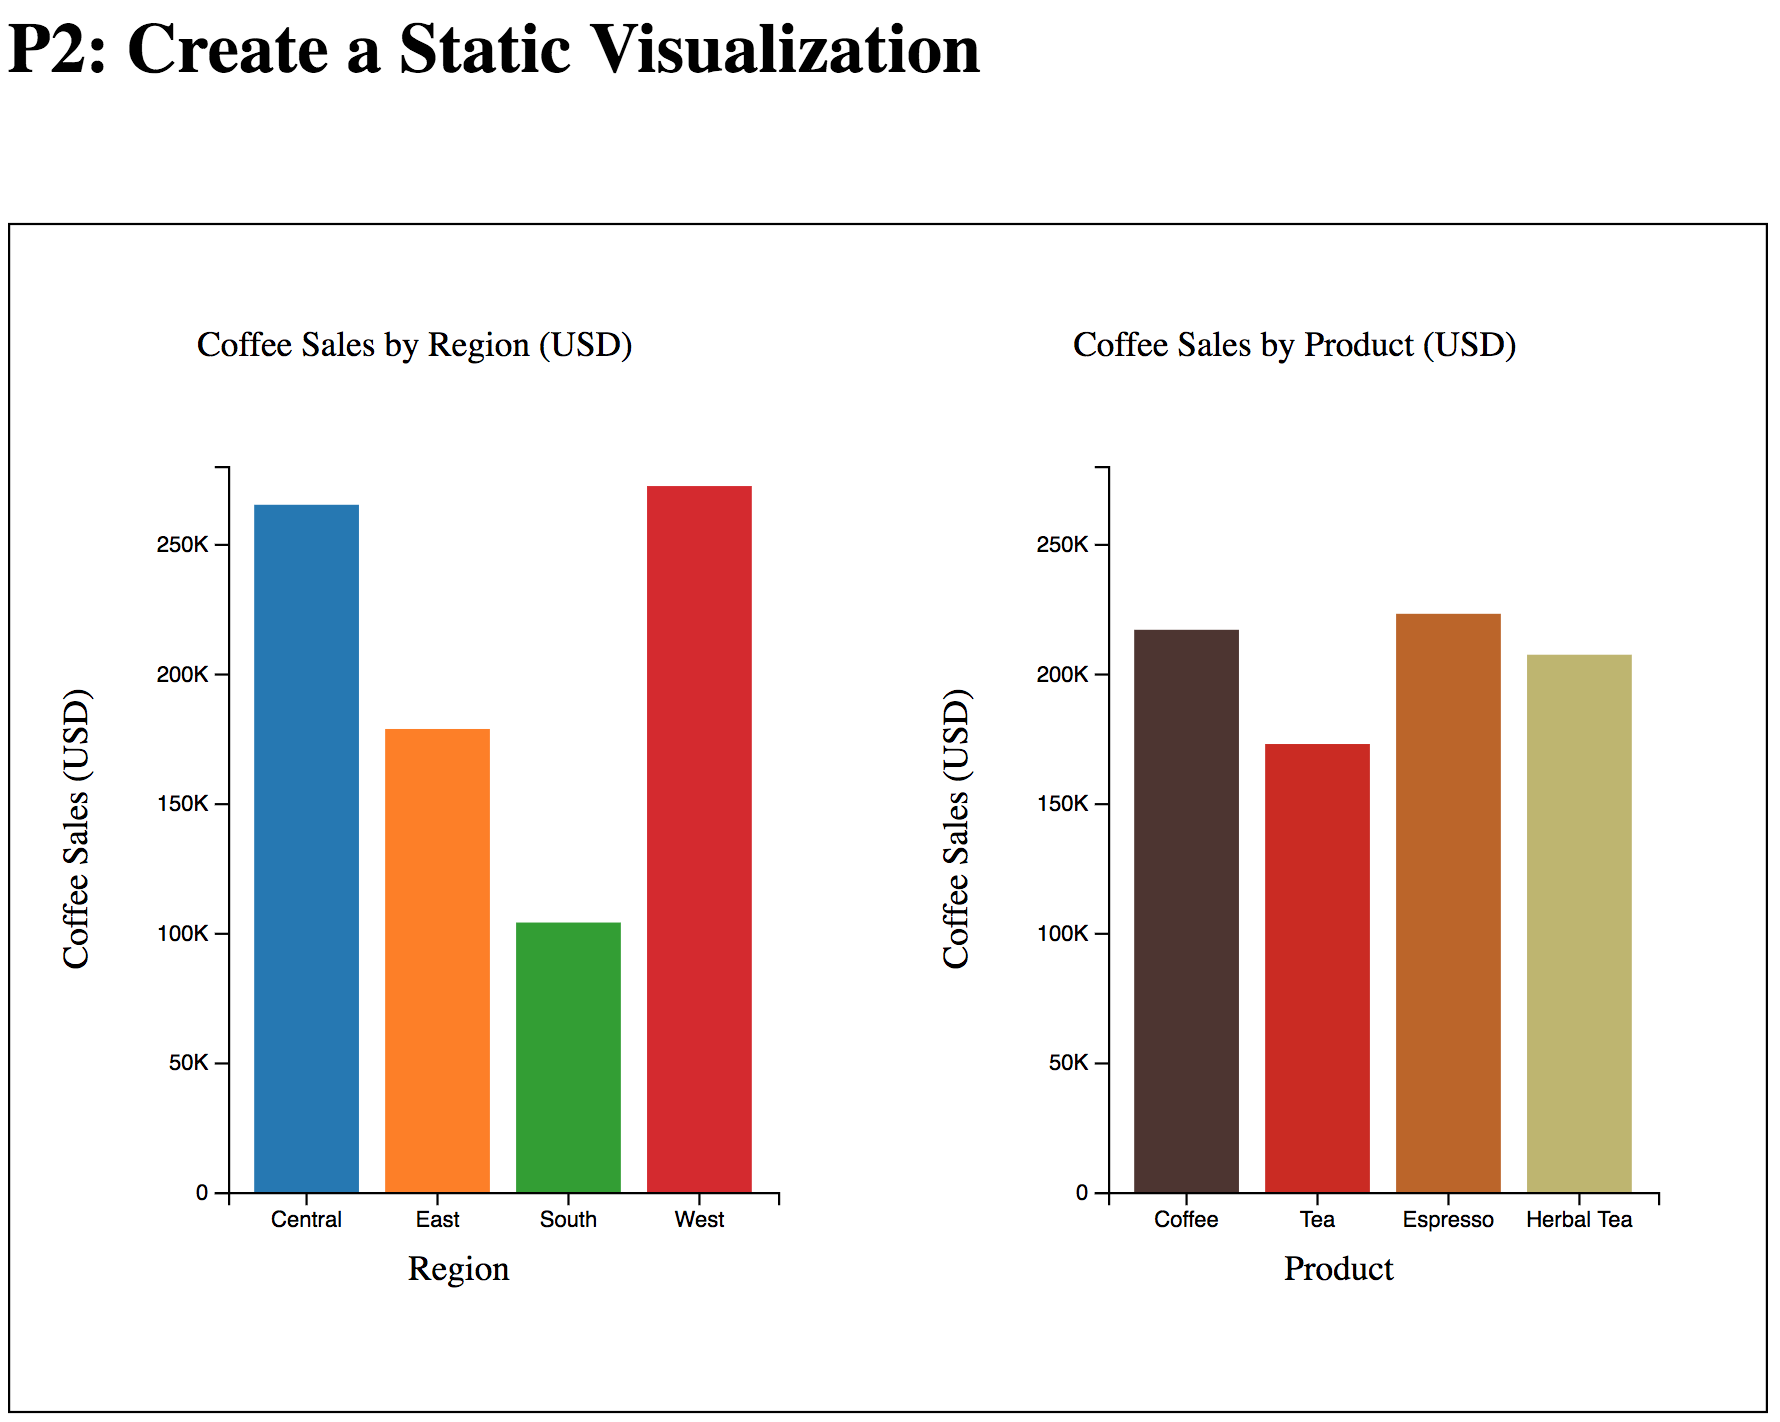 P2: Create a Static Visualization
Coffee Sales by Region (USD)
250K
200K
150K
100K
50K
0
Coffee Sales (USD)
Central East South West
Region
Coffee Sales by Product (USD)
250K
200K
150K
100K
50K
0
Coffee Sales (USD)
Coffee Tea Espresso Herbal Tea
Product